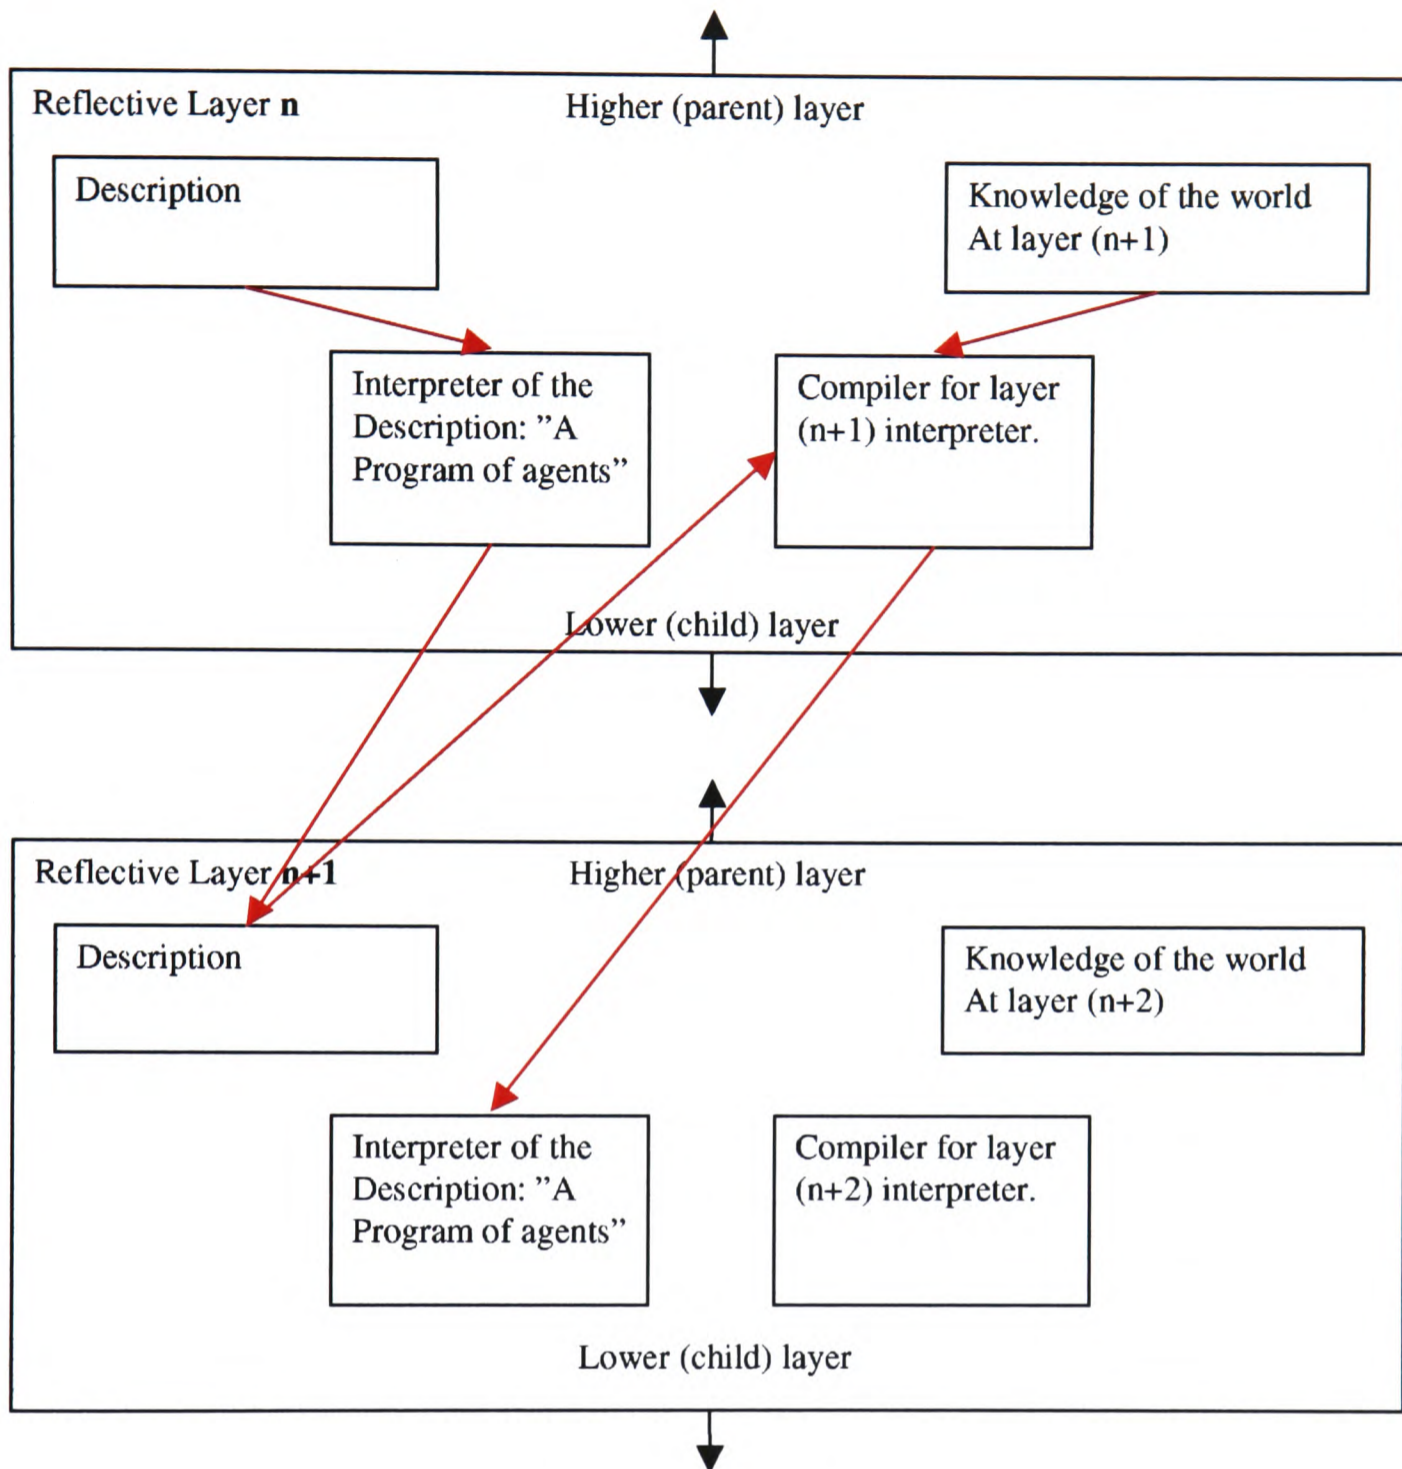 Reflective Layer n
Higher (parent) layer
Description
Knowledge of the world
At layer (n+1)
Interpreter of the
Description: ”A
Program of agents”
Compiler for layer
(n+1) interpreter.
Lower (child) layer
Reflective Layer n+1
Higher (parent) layer
Description
Knowledge of the world
At layer (n+2)
Interpreter of the
Description: ”A
Program of agents”
Compiler for layer
(n+2) interpreter.
Lower (child) layer